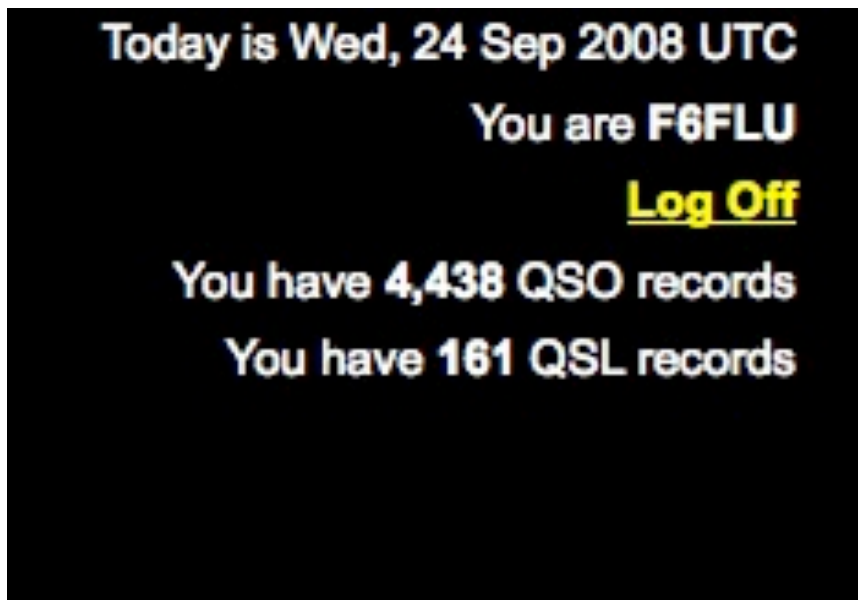 Today is Wed, 24 Sep 2008 UTC
You are F6FLU
Log Off
You have 4,438 QSO records
You have 161 QSL records